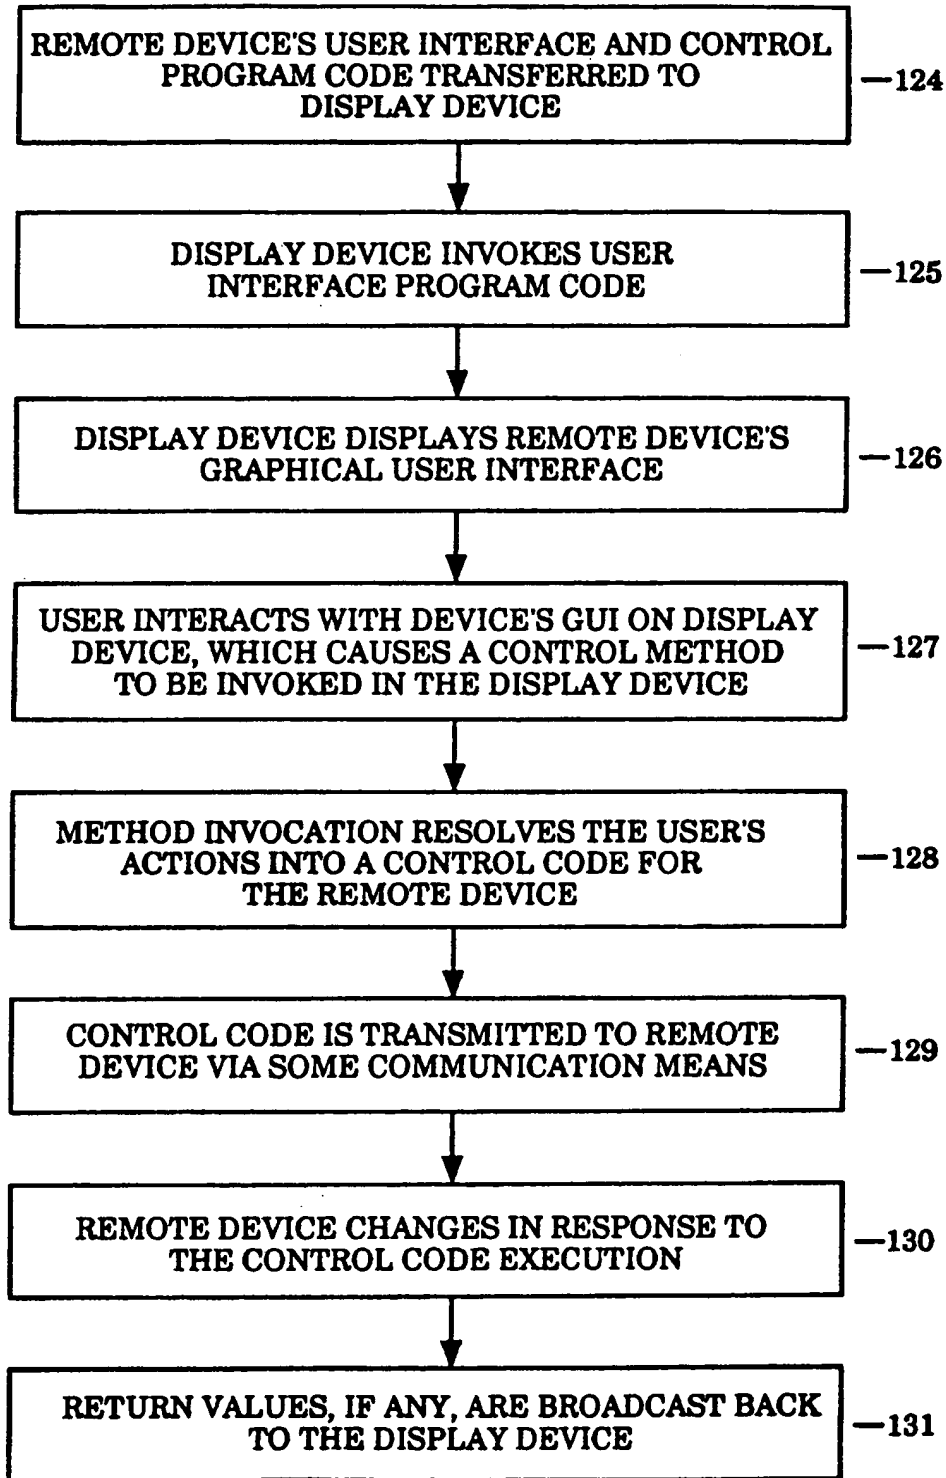 REMOTE DEVICE'S USER INTERFACE AND CONTROL
PROGRAM CODE TRANSFERRED TO
DISPLAY DEVICE
—124
DISPLAY DEVICE INVOKES USER
INTERFACE PROGRAM CODE
—125
DISPLAY DEVICE DISPLAYS REMOTE DEVICE'S
GRAPHICAL USER INTERFACE
—126
USER INTERACTS WITH DEVICE'S GUI ON DISPLAY
DEVICE, WHICH CAUSES A CONTROL METHOD
TO BE INVOKED IN THE DISPLAY DEVICE
—127
METHOD INVOCATION RESOLVES THE USER'S
ACTIONS INTO A CONTROL CODE FOR
THE REMOTE DEVICE
—128
CONTROL CODE IS TRANSMITTED TO REMOTE
DEVICE VIA SOME COMMUNICATION MEANS
—129
REMOTE DEVICE CHANGES IN RESPONSE TO
THE CONTROL CODE EXECUTION
—130
RETURN VALUES, IF ANY, ARE BROADCAST BACK
TO THE DISPLAY DEVICE
—131